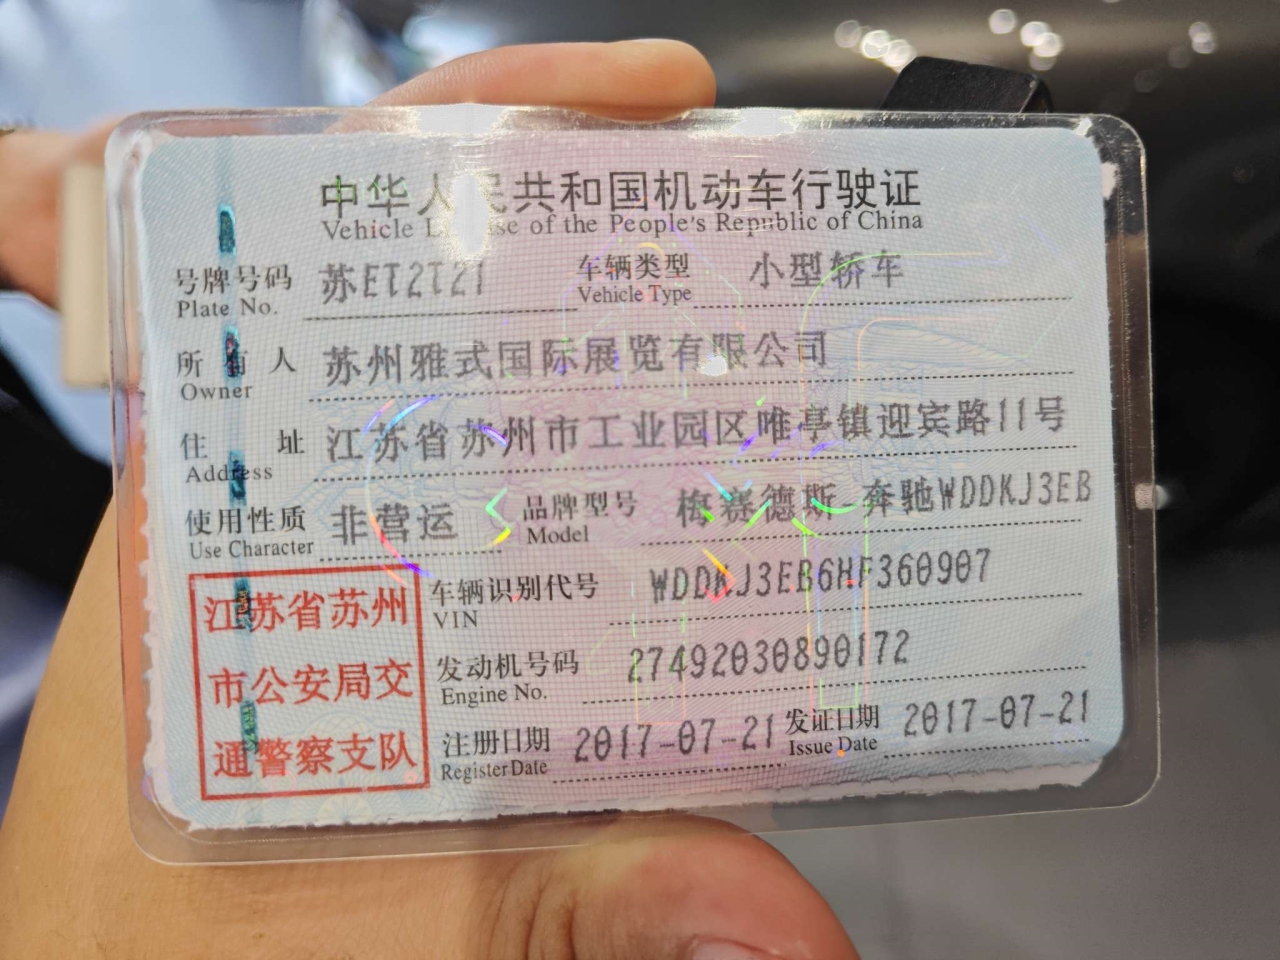 中华人民共和国机动车行驶证
Vehicle License of the People's Republic of China
号牌号码 苏ET2T21 车辆类型 小型轿车
Plate No. Vehicle Type
所有人 苏州雅式国际展览有限公司
Owner
住址 江苏省苏州市工业园区唯亭镇迎宾路11号
Address
使用性质 非营运 品牌型号 梅赛德斯-奔驰WDDKJ3EB
Use Character Model
江苏省苏州
市公安局交
通警察支队
车辆识别代号 WDDKJ3EB6HF360907
VIN
发动机号码 27492030890172
Engine No.
注册日期 2017-07-21 发证日期 2017-07-21
Register Date Issue Date